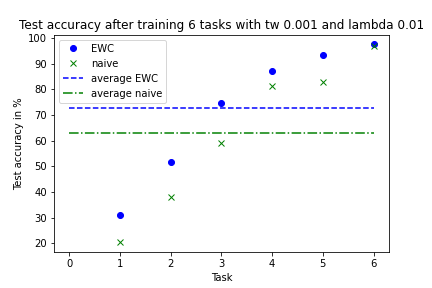 Test accuracy after training 6 tasks with tw 0.001 and lambda 0.01
100
90
80
70
60
50
40
30
20
Test accuracy in %
EWC
naive
average EWC
average naive
0 1 2 3 4 5 6
Task